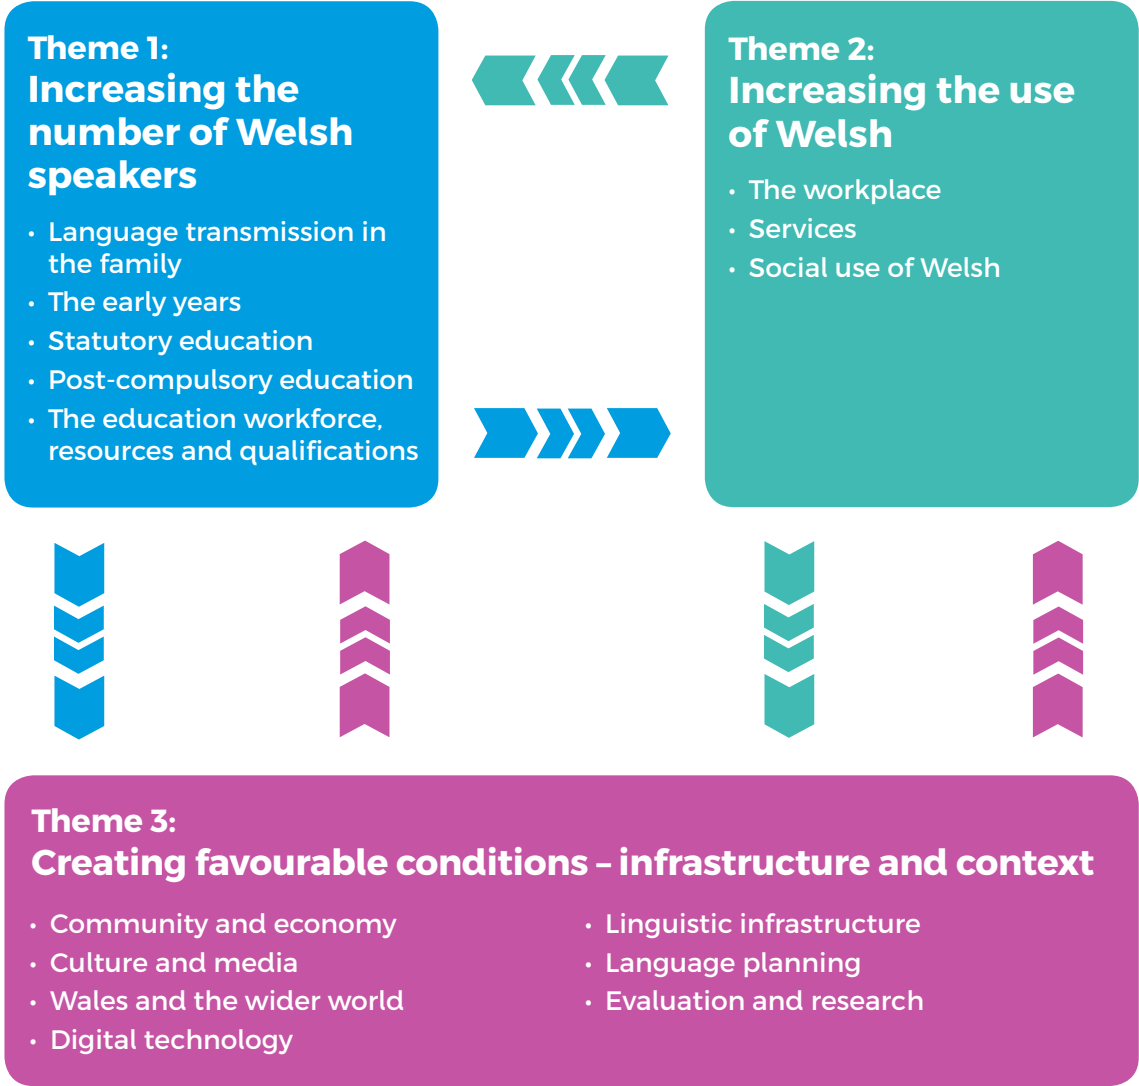 Theme 1:
Increasing the
number of Welsh
speakers
• Language transmission in
the family
• The early years
• Statutory education
• Post-compulsory education
• The education workforce,
resources and qualifications
Theme 2:
Increasing the use
of Welsh
• The workplace
• Services
• Social use of Welsh
Theme 3:
Creating favourable conditions – infrastructure and context
• Community and economy
• Culture and media
• Wales and the wider world
• Digital technology
• Linguistic infrastructure
• Language planning
• Evaluation and research